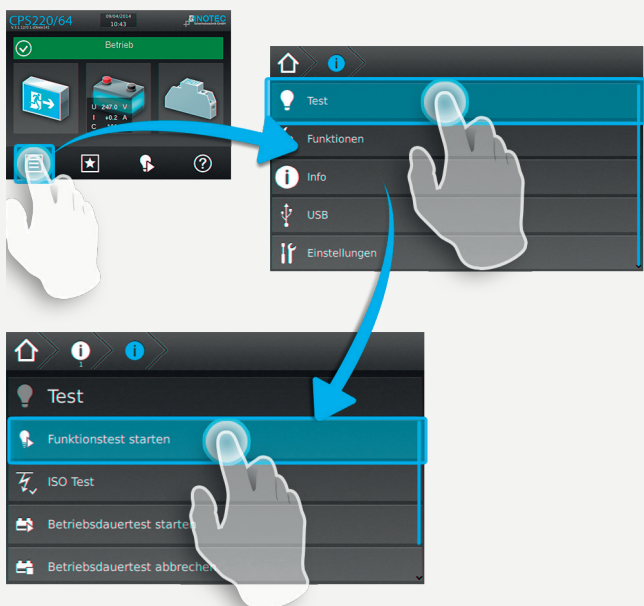 CPS220/64
09/04/2014
10:43
INOTEC
Betrieb
U 247.0 V
I +0.2 A
C
Test
Funktionen
Info
USB
Einstellungen
1
Test
Funktionstest starten
ISO Test
Betriebsdauertest starten
Betriebsdauertest abbrechen